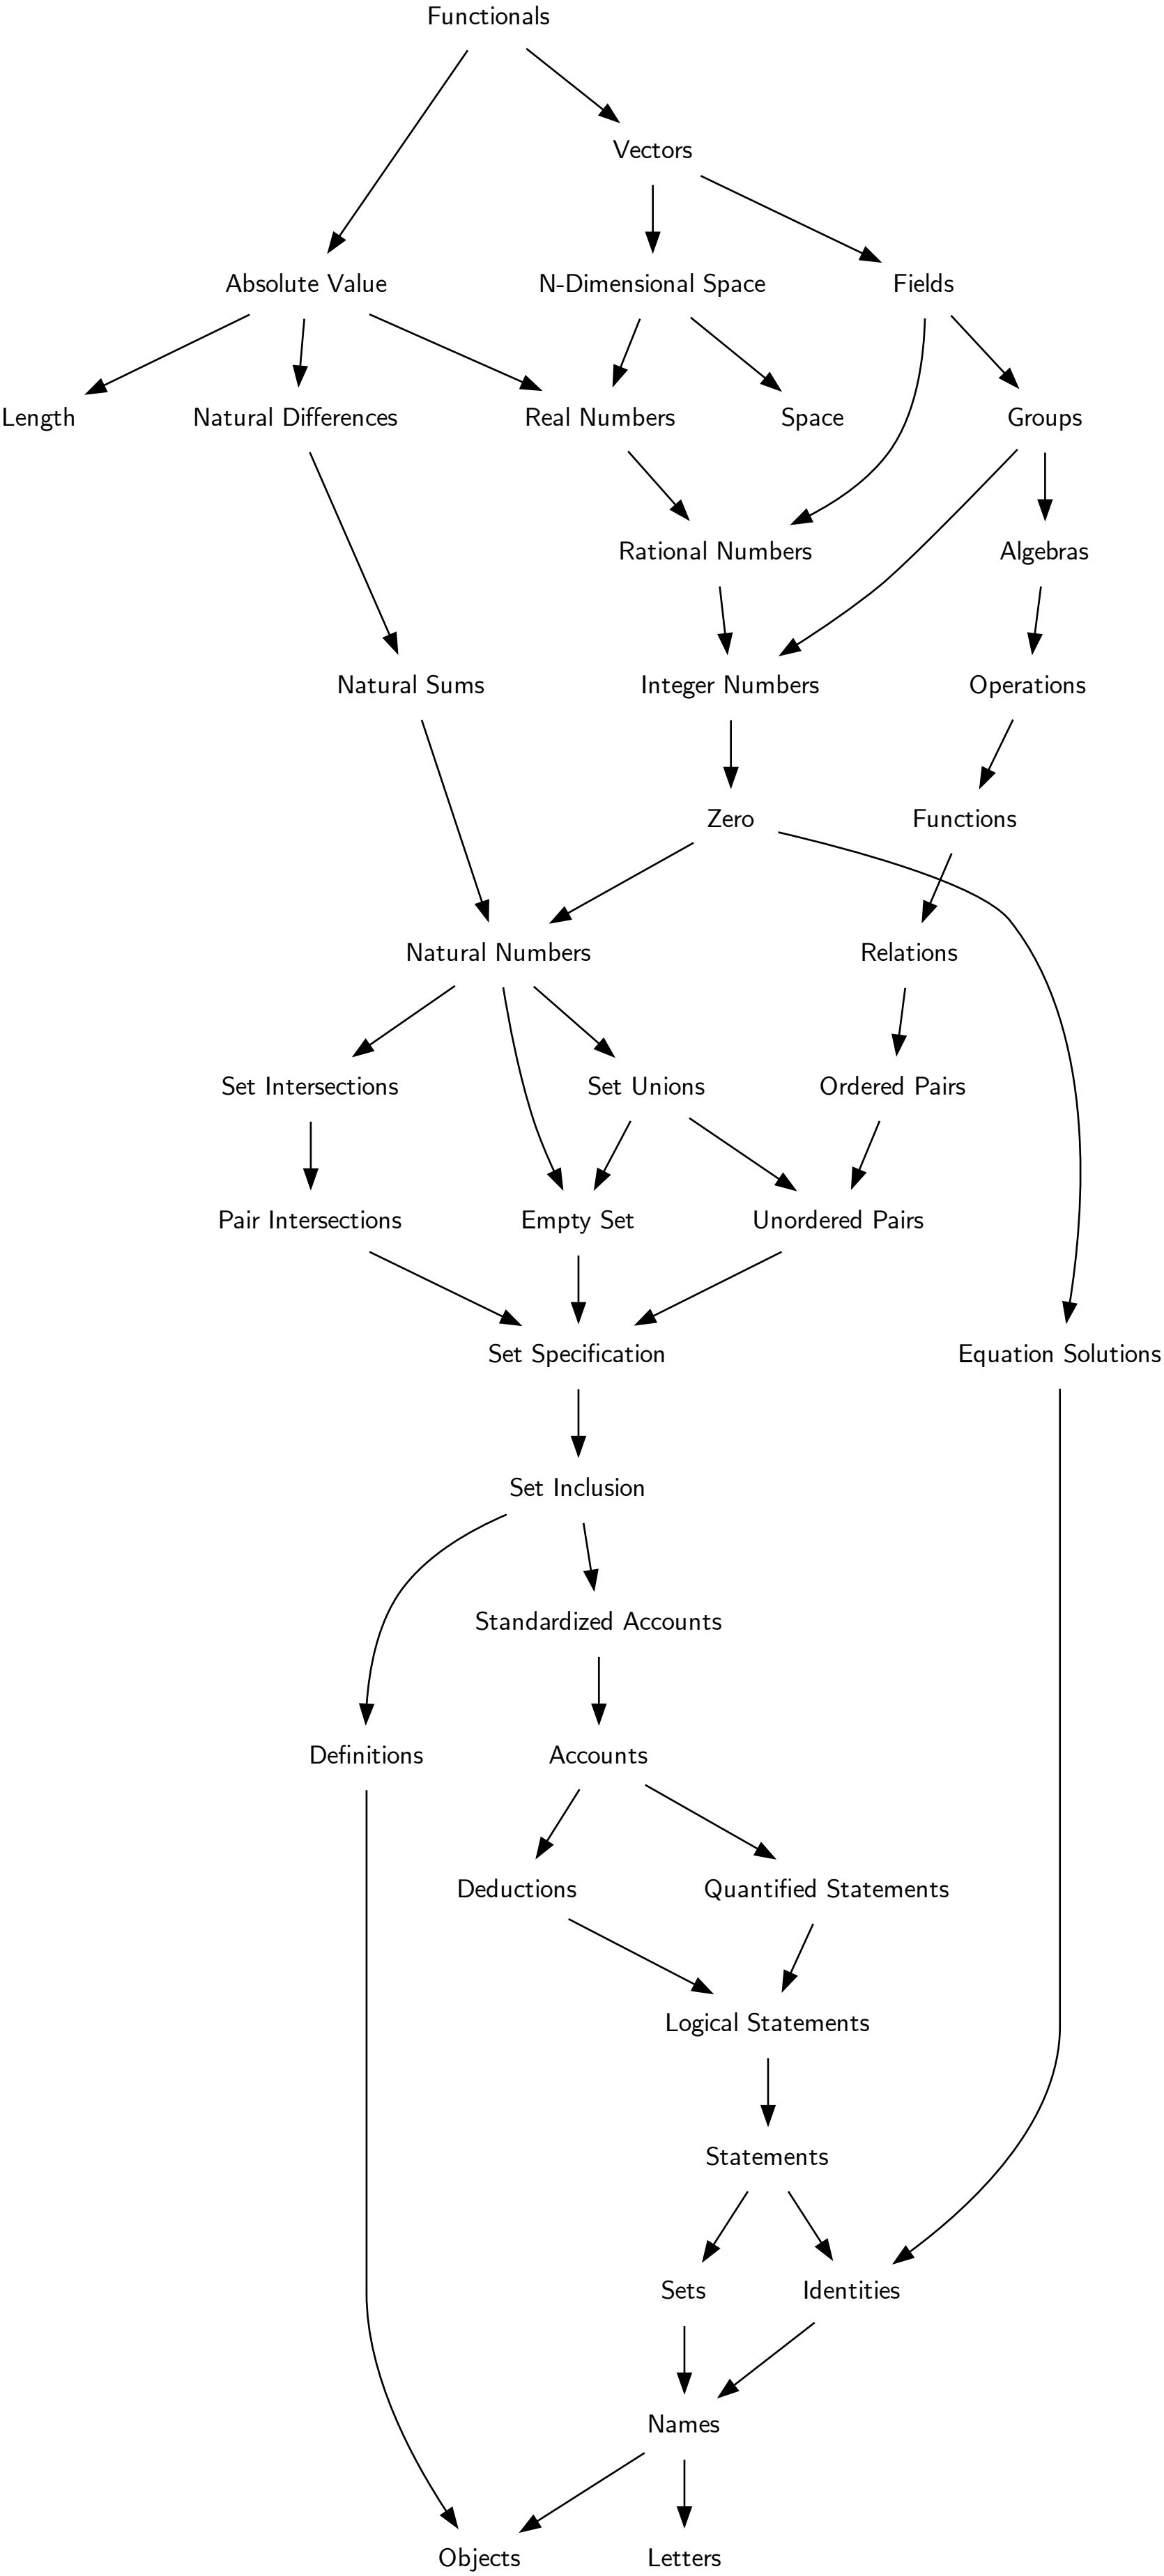 Functionals
Vectors
Absolute Value
N-Dimensional Space
Fields
Length
Natural Differences
Real Numbers
Space
Groups
Rational Numbers
Algebras
Natural Sums
Integer Numbers
Operations
Zero
Functions
Natural Numbers
Relations
Set Intersections
Set Unions
Ordered Pairs
Pair Intersections
Empty Set
Unordered Pairs
Set Specification
Equation Solutions
Set Inclusion
Standardized Accounts
Definitions
Accounts
Deductions
Quantified Statements
Logical Statements
Statements
Sets
Identities
Names
Objects
Letters